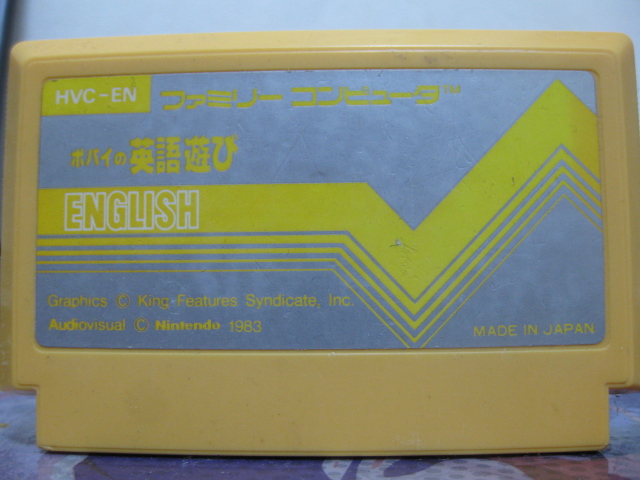 HVC-EN
ファミリーコンピュータ™
ポパイの英語遊び
ENGLISH
Graphics © King Features Syndicate, Inc.
Audiovisual © Nintendo 1983
MADE IN JAPAN